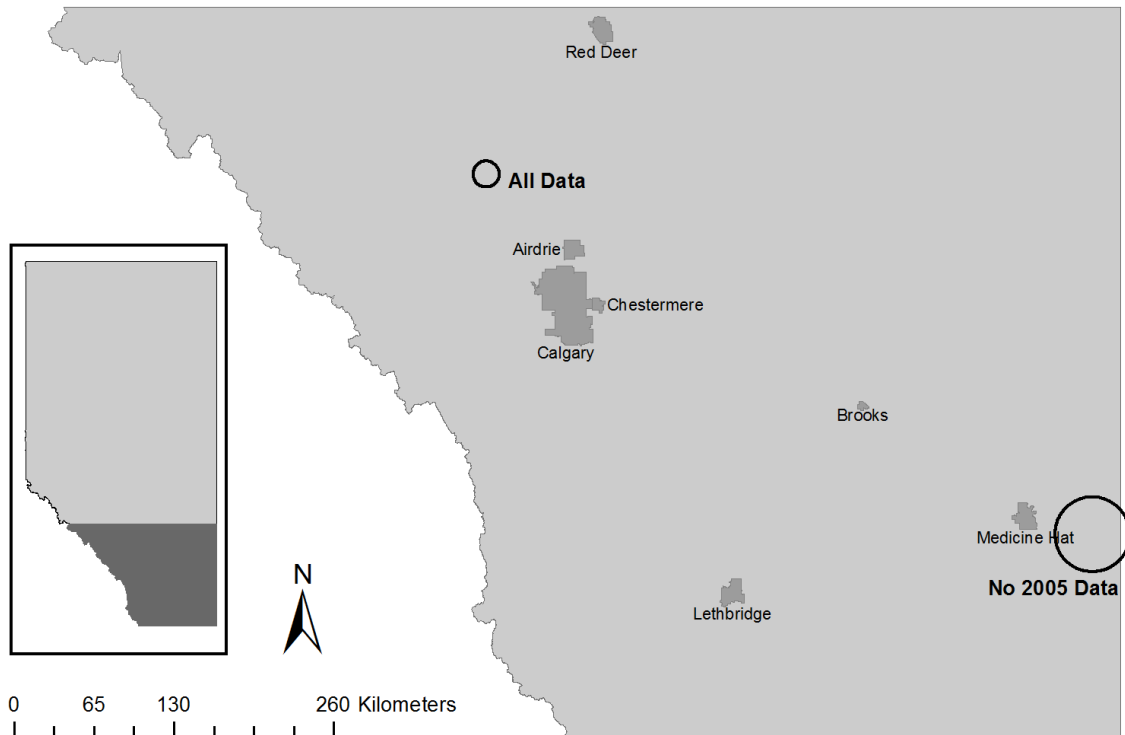 Red Deer
All Data
Airdrie
Chestermere
Calgary
Brooks
Medicine Hat
No 2005 Data
N
Lethbridge
0 65 130 260 Kilometers